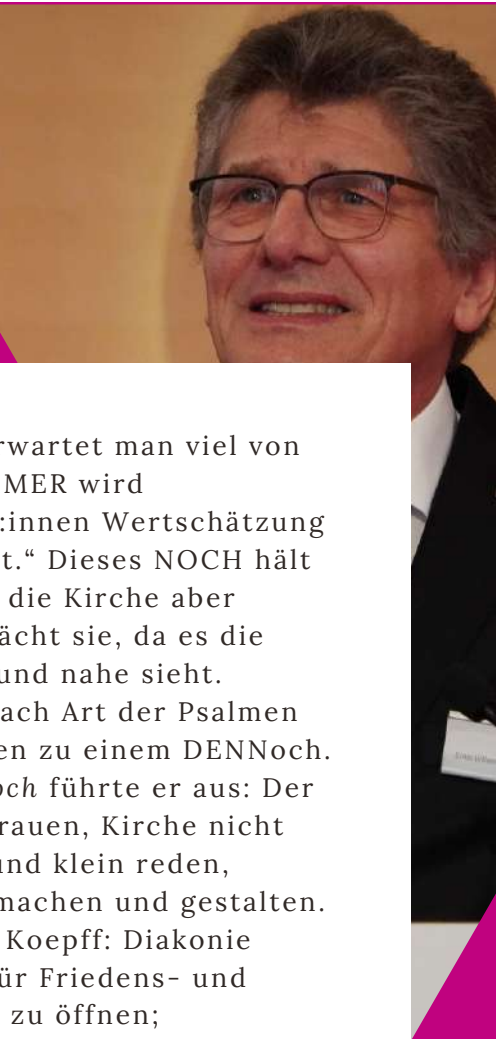 rwartet man viel von
MER wird
:innen Wertschätzung
t.“ Dieses NOCH hält
die Kirche aber
ächt sie, da es die
und nahe sieht.
ach Art der Psalmen
en zu einem DENNoch.
och führte er aus: Der
rauen, Kirche nicht
und klein reden,
machen und gestalten.
Koepff: Diakonie
ür Friedens- und
zu öffnen;